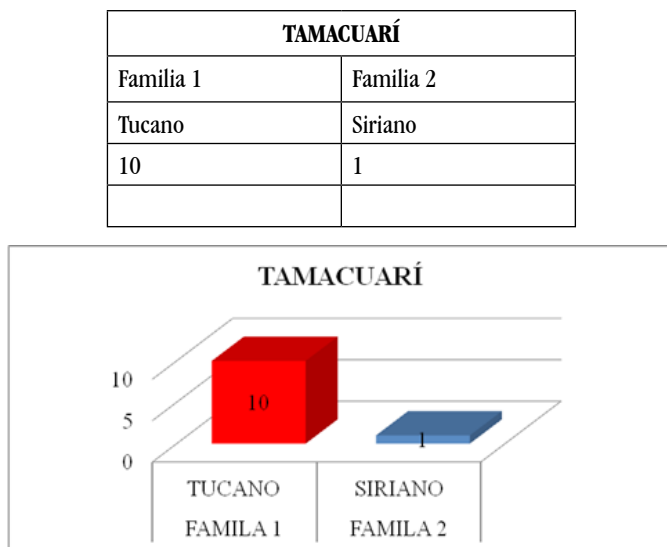 TAMACUARÍ
Familia 1 Familia 2
Tucano Siriano
10 1
TAMACUARÍ
10
5
0
10
1
TUCANO SIRIANO
FAMILA 1 FAMILA 2